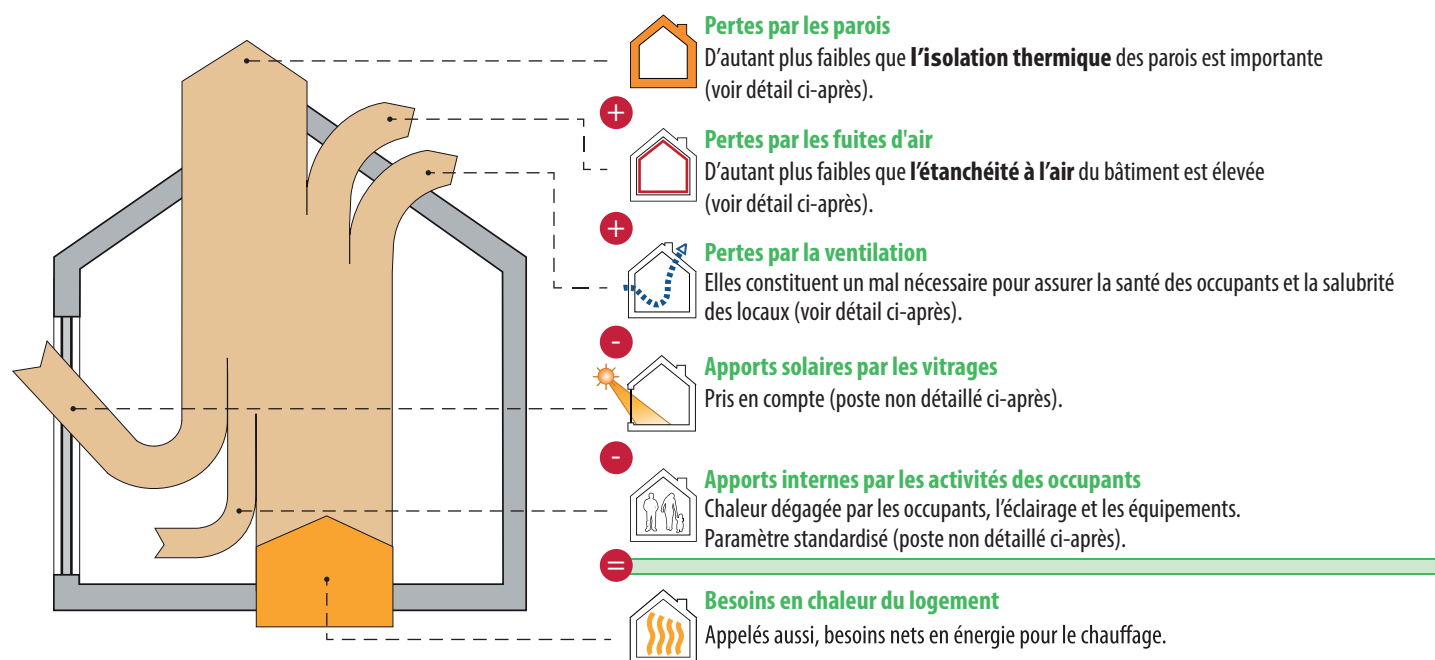 Pertes par les parois
D'autant plus faibles que l'isolation thermique des parois est importante
(voir détail ci-après).
+
Pertes par les fuites d'air
D'autant plus faibles que l'étanchéité à l'air du bâtiment est élevée
(voir détail ci-après).
+
Pertes par la ventilation
Elles constituent un mal nécessaire pour assurer la santé des occupants et la salubrité
des locaux (voir détail ci-après).
-
Apports solaires par les vitrages
Pris en compte (poste non détaillé ci-après).
-
Apports internes par les activités des occupants
Chaleur dégagée par les occupants, l'éclairage et les équipements.
Paramètre standardisé (poste non détaillé ci-après).
=
Besoins en chaleur du logement
Appelés aussi, besoins nets en énergie pour le chauffage.